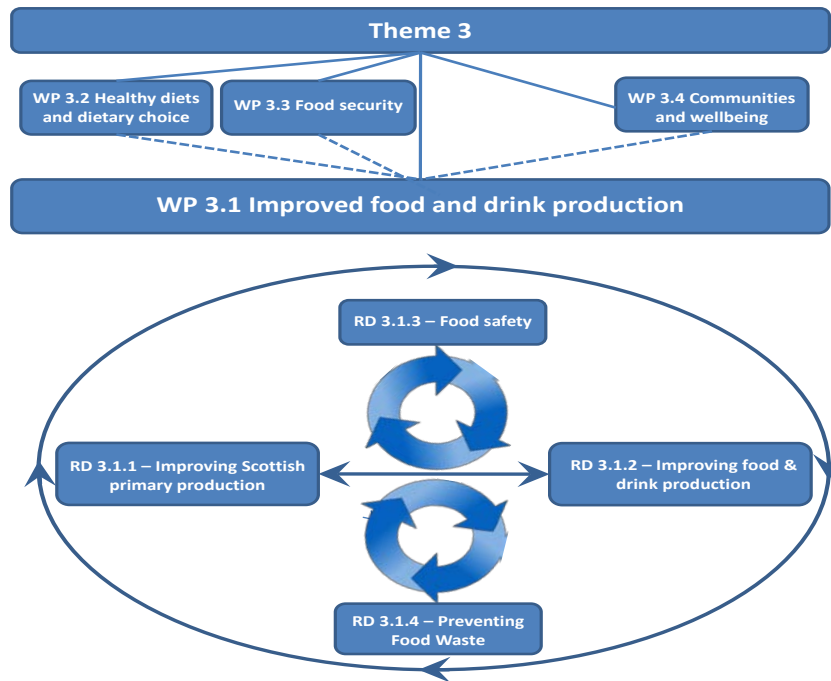 Theme 3
WP 3.2 Healthy diets
and dietary choice
WP 3.3 Food security
WP 3.4 Communities
and wellbeing
WP 3.1 Improved food and drink production
RD 3.1.3 – Food safety
RD 3.1.1 – Improving Scottish
primary production
RD 3.1.2 – Improving food &
drink production
RD 3.1.4 – Preventing
Food Waste